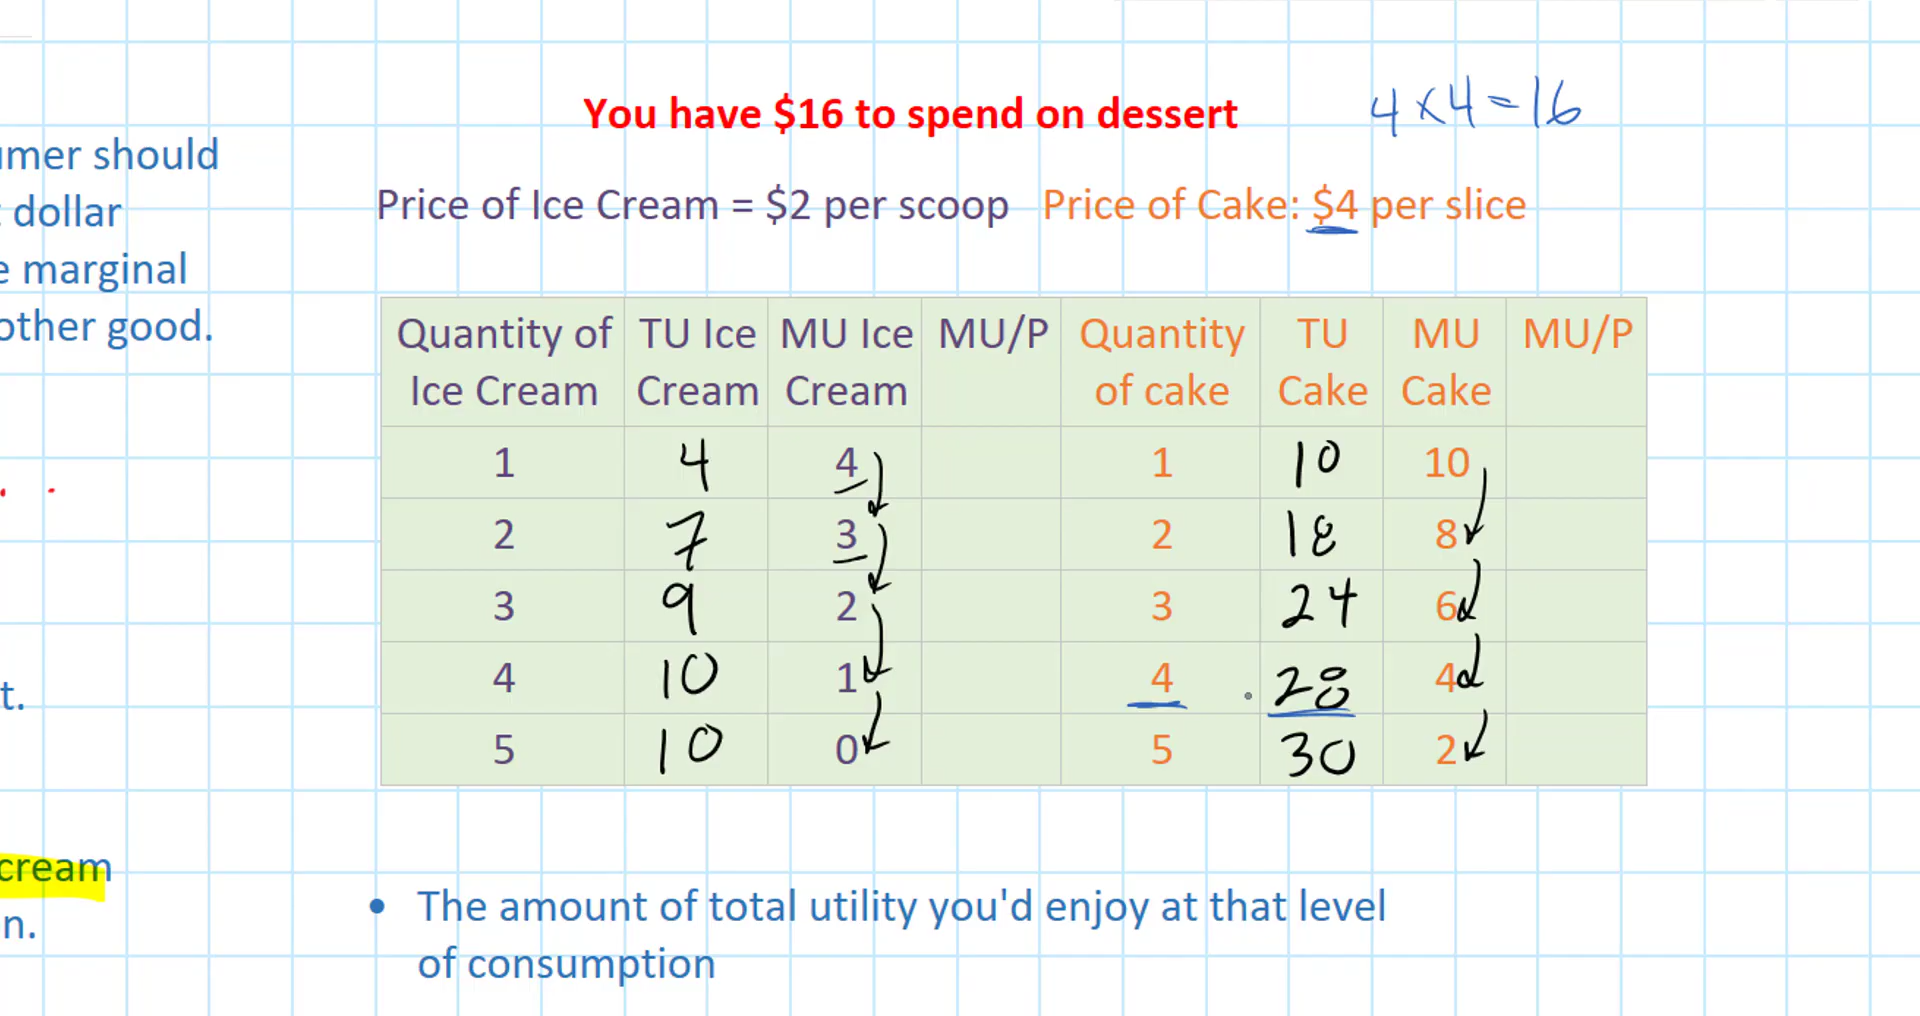 You have $16 to spend on dessert 4 x 4 = 16
umer should
dollar
e marginal
other good.
Price of Ice Cream = $2 per scoop Price of Cake: $4 per slice
Quantity of Ice Cream TU Ice Cream MU Ice Cream MU/P Quantity of cake TU Cake MU Cake MU/P
1 4 4 1 10 10
2 7 3 2 18 8
3 9 2 3 24 6
4 10 1 4 28 4
5 10 0 5 30 2
t.
cream
n.
• The amount of total utility you'd enjoy at that level
of consumption